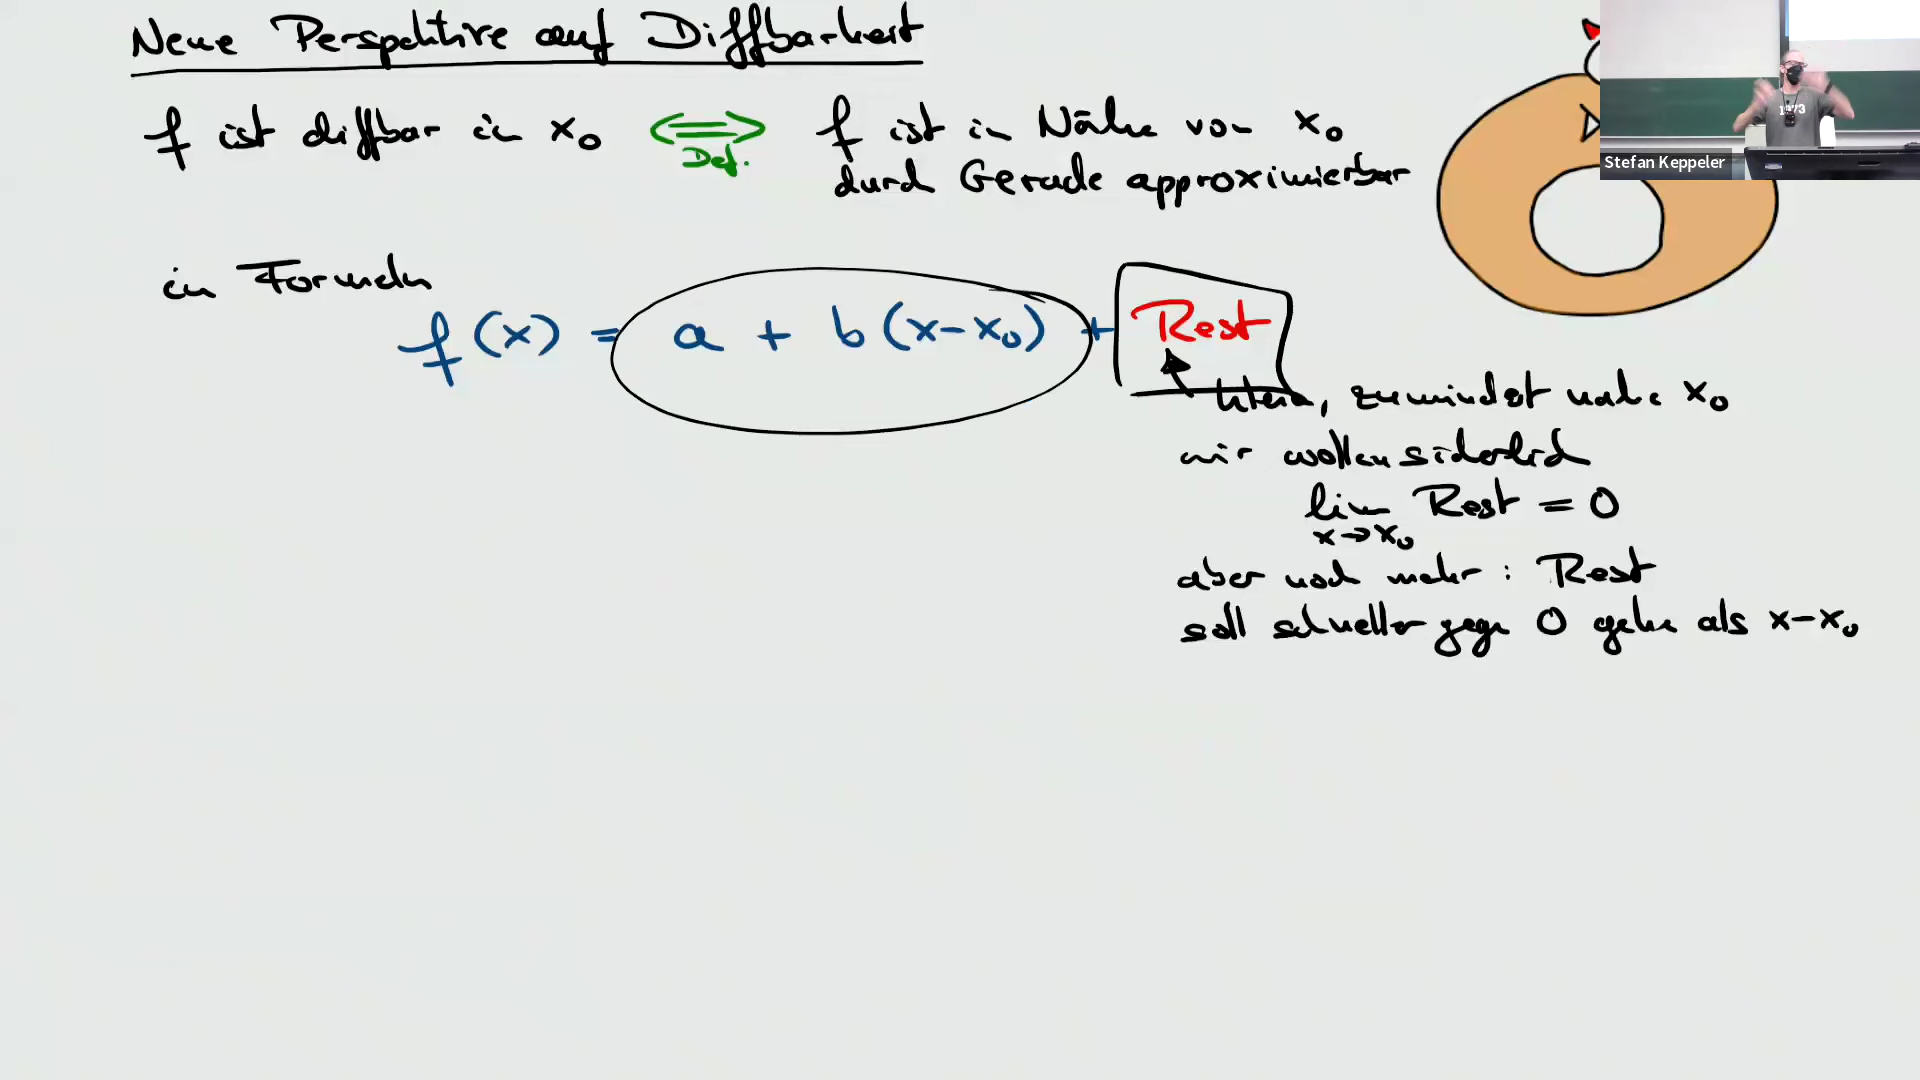 Neue Perspektive auf Diffbarkeit
f ist diffbar in x₀ ⟺ Def. f ist in Nähe von x₀
durch Gerade approximierbar
in Formeln
f(x) = a + b(x-x₀) + Rest
klein, zumindest nahe x₀
wir wollen sicherlich
lim Rest = 0
x→x₀
aber noch mehr: Rest
soll schneller gegen 0 gehen als x-x₀
1973
Stefan Keppeler